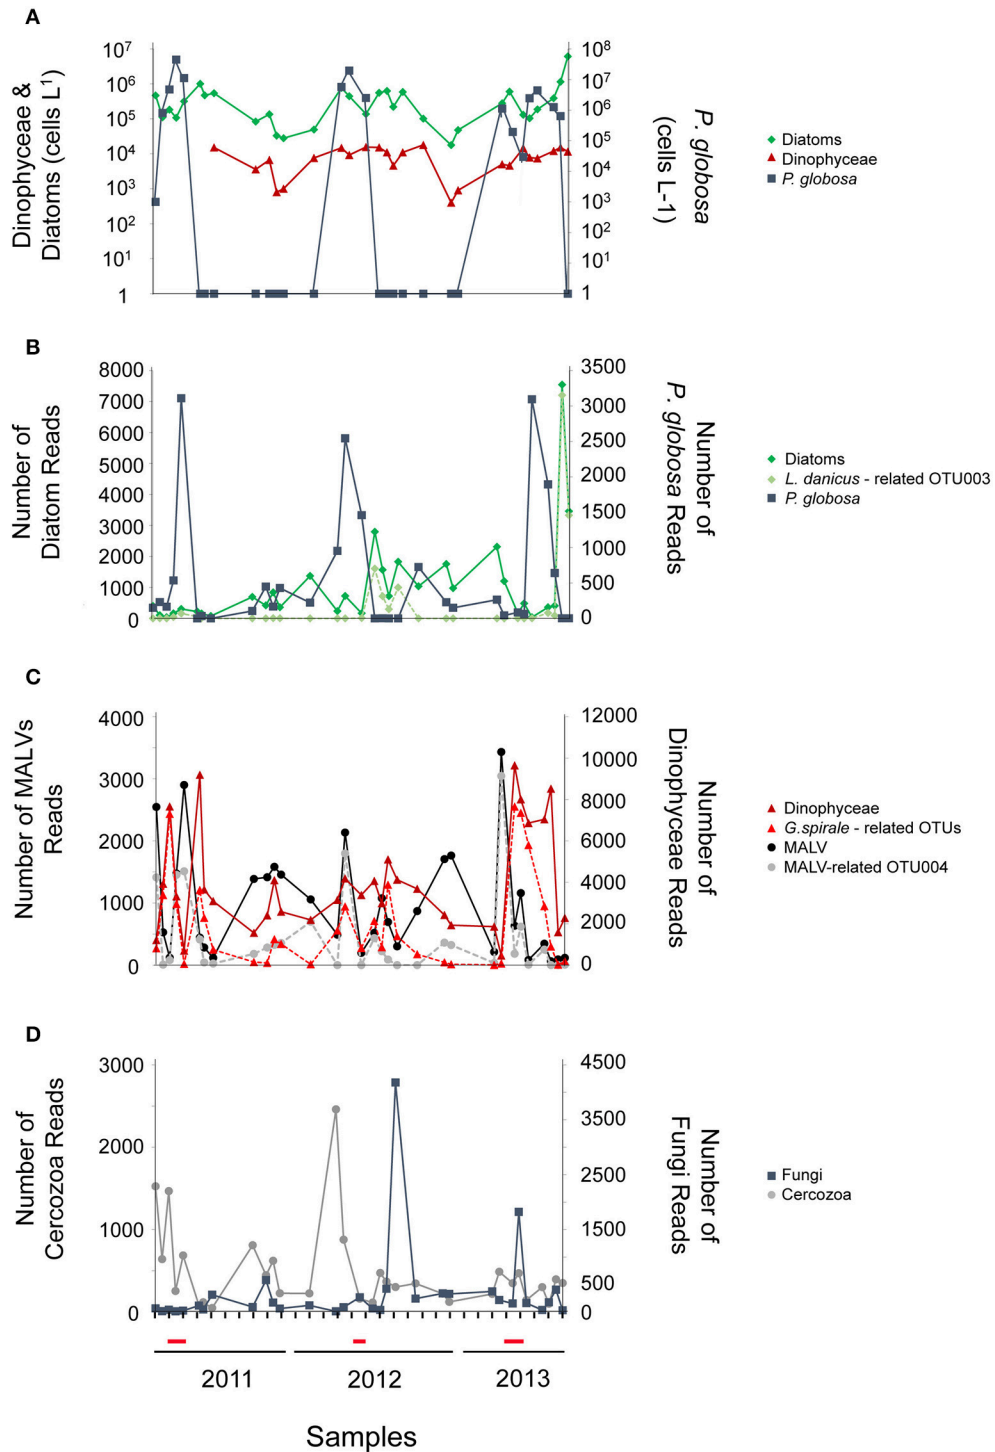 A
Dinophyceae &
Diatoms (cells L¹)
10⁷
10⁶
10⁵
10⁴
10³
10²
10¹
1
10⁸
10⁷
10⁶
10⁵
10⁴
10³
10²
10¹
1
P. globosa
(cells L-1)
Diatoms
Dinophyceae
P. globosa
B
Number of
Diatom Reads
8000
7000
6000
5000
4000
3000
2000
1000
0
3500
3000
2500
2000
1500
1000
500
0
Number of
P. globosa Reads
Diatoms
L. danicus - related OTU003
P. globosa
C
Number of MALVs
Reads
4000
3000
2000
1000
0
12000
10000
8000
6000
4000
2000
0
Number of
Dinophyceae Reads
Dinophyceae
G.spirale - related OTUs
MALV
MALV-related OTU004
D
Number of
Cercozoa Reads
3000
2000
1000
0
4500
3500
2500
1500
500
0
Number of
Fungi Reads
Fungi
Cercozoa
2011
2012
2013
Samples